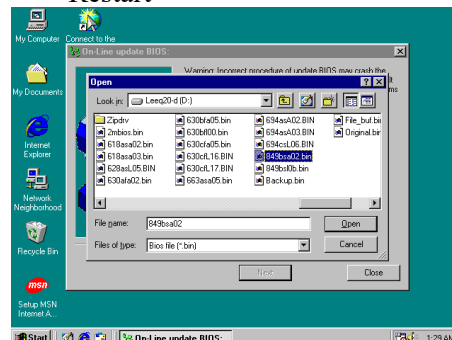 Restart
My Computer
Connect to the
On-Line update BIOS:
Warning: Incorrect procedure of update BIOS may crash the
Open
Look in: Leeq20-d (D:)
My Documents
Zipdrv
2mbios.bin
618asa02.bin
618asa03.bin
628asL05.BIN
630afa02.bin
630bfa05.bin
630bfl00.bin
630cfa05.bin
630cfL16.BIN
630cfL17.BIN
663asa05.bin
694asA02.BIN
694asA03.BIN
694csL06.BIN
849bsa02.bin
849bsl0b.bin
Backup.bin
File_buf.bin
Original.bin
Internet
Explorer
Network
Neighborhood
File name: 849bsa02
Open
Files of type: Bios file (*.bin)
Cancel
Recycle Bin
Next
Close
msn
Setup MSN
Internet A...
Start
On-Line update BIOS:
1:29 AM